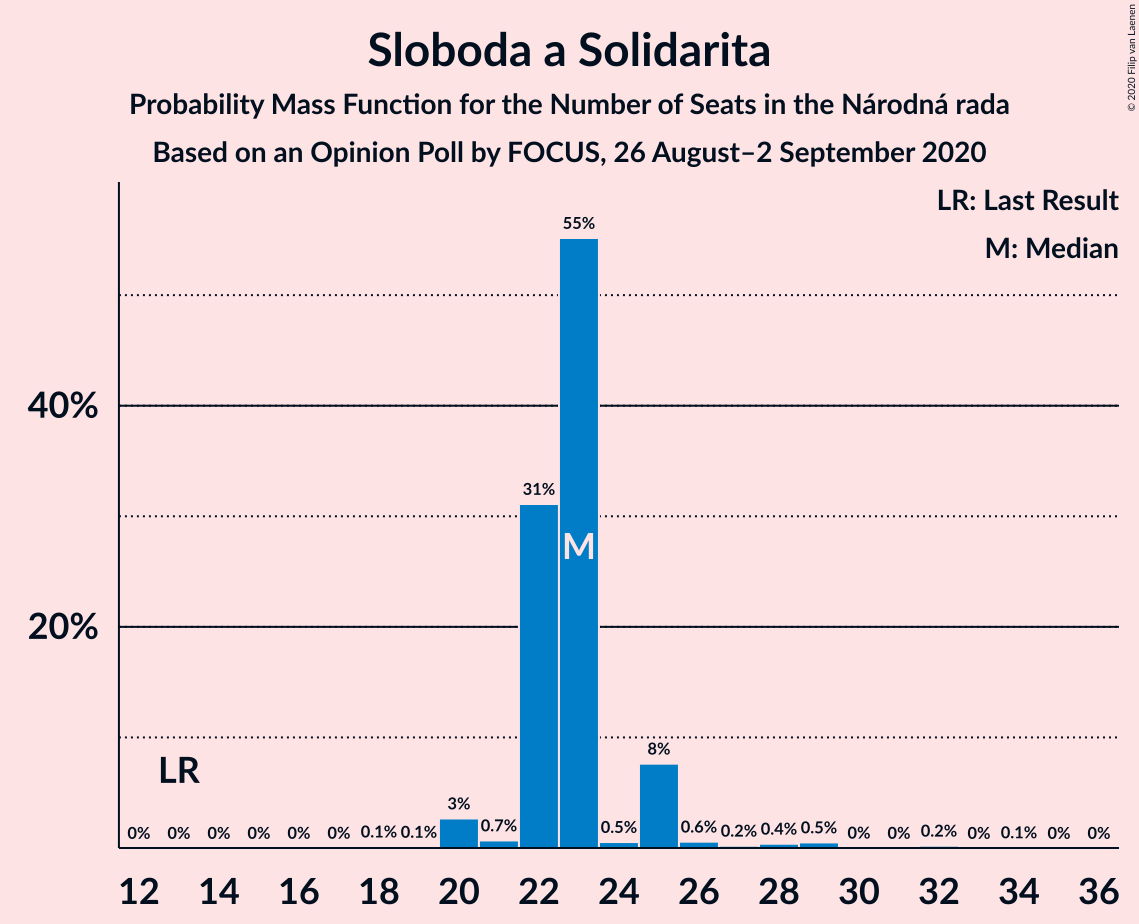 Sloboda a Solidarita
Probability Mass Function for the Number of Seats in the Národná rada
Based on an Opinion Poll by FOCUS, 26 August–2 September 2020
© 2020 Filip van Laenen
LR: Last Result
M: Median
55%
40%
31%
M
20%
LR
8%
0% 0% 0% 0% 0% 0% 0.1% 0.1% 3% 0.7% 0.5% 0.6% 0.2% 0.4% 0.5% 0% 0% 0.2% 0% 0.1% 0% 0%
12 14 16 18 20 22 24 26 28 30 32 34 36